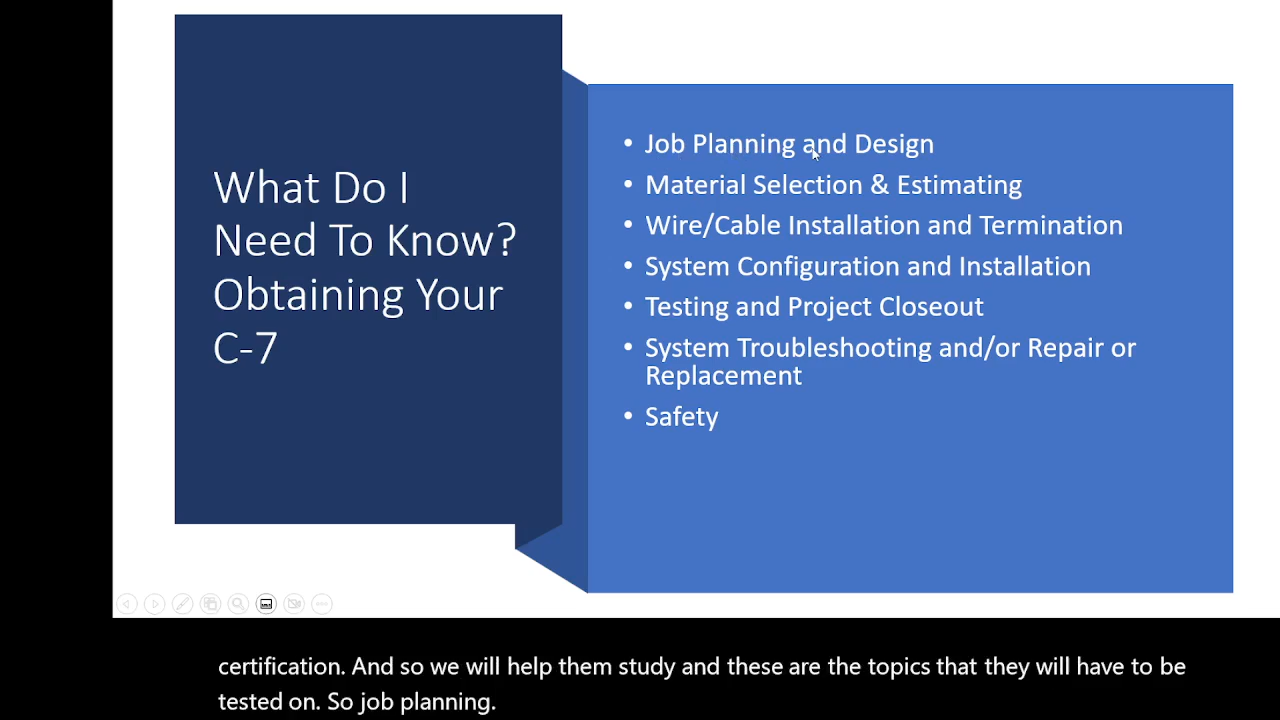 What Do I
Need To Know?
Obtaining Your
C-7
• Job Planning and Design
• Material Selection & Estimating
• Wire/Cable Installation and Termination
• System Configuration and Installation
• Testing and Project Closeout
• System Troubleshooting and/or Repair or
Replacement
• Safety
certification. And so we will help them study and these are the topics that they will have to be
tested on. So job planning.